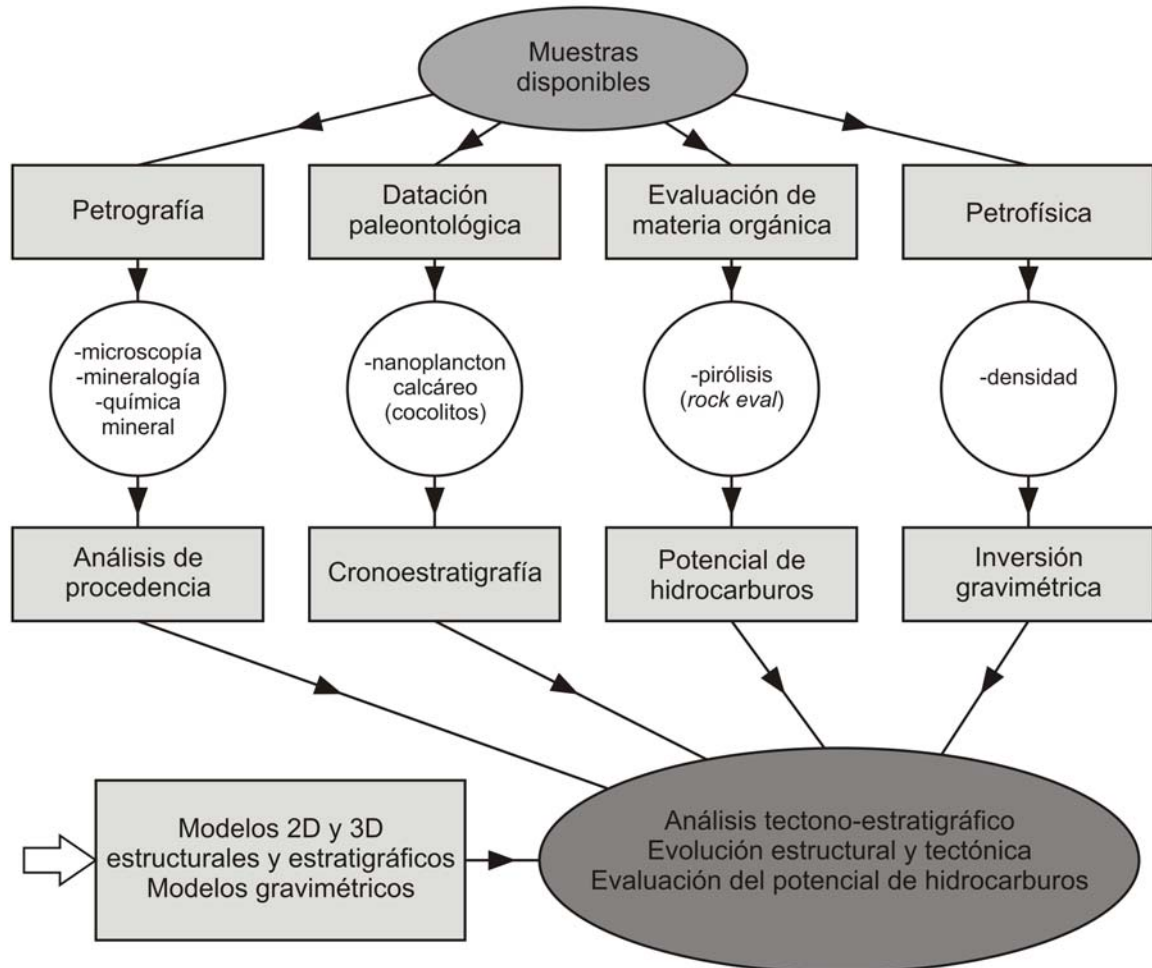 Muestras
disponibles
Petrografía
Datación
paleontológica
Evaluación de
materia orgánica
Petrofísica
-microscopía
-mineralogía
-química
mineral
-nanoplancton
calcáreo
(cocolitos)
-pirólisis
(rock eval)
-densidad
Análisis de
procedencia
Cronoestratigrafía
Potencial de
hidrocarburos
Inversión
gravimétrica
Modelos 2D y 3D
estructurales y estratigráficos
Modelos gravimétricos
Análisis tectono-estratigráfico
Evolución estructural y tectónica
Evaluación del potencial de hidrocarburos